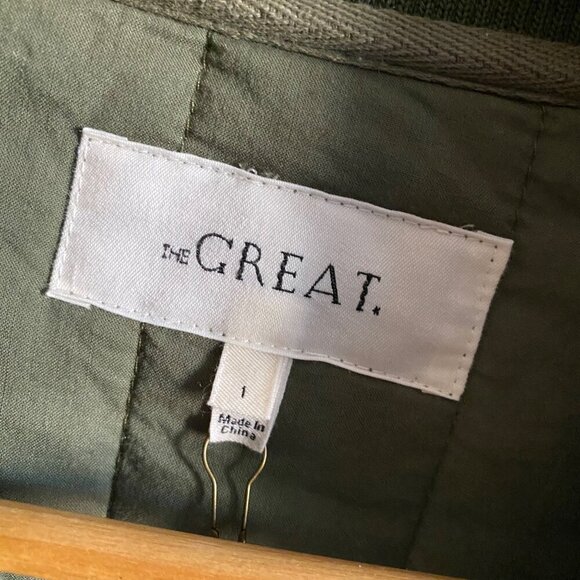 THE GREAT.
1
Made In
China